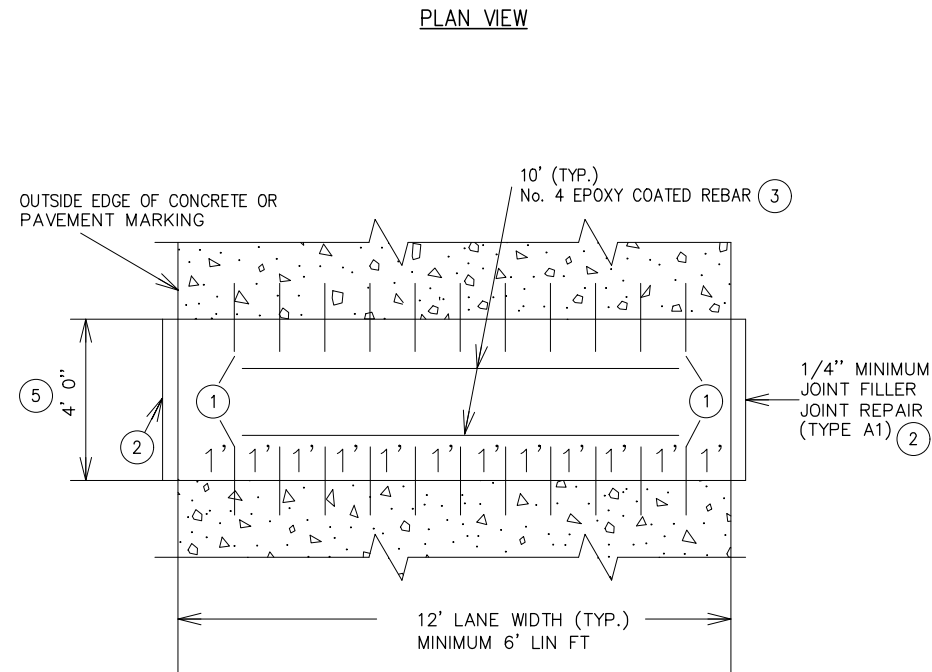 PLAN VIEW
10' (TYP.)
No. 4 EPOXY COATED REBAR 3
OUTSIDE EDGE OF CONCRETE OR
PAVEMENT MARKING
5
4' 0"
2
1
1
1/4" MINIMUM
JOINT FILLER
JOINT REPAIR
(TYPE A1) 2
1' 1' 1' 1' 1' 1' 1' 1' 1' 1' 1' 1'
12' LANE WIDTH (TYP.)
MINIMUM 6' LIN FT